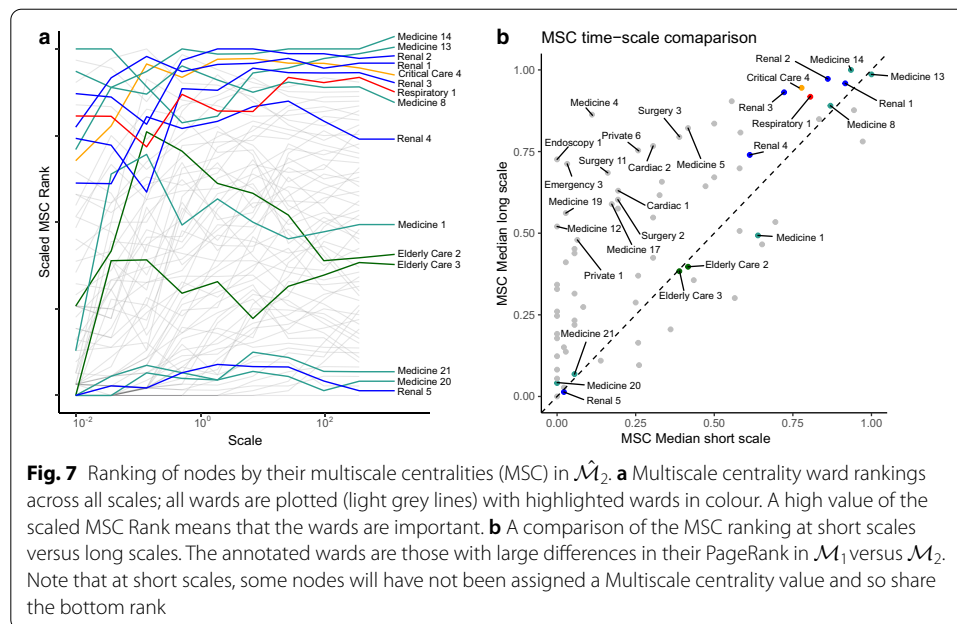 a
Scaled MSC Rank
Medicine 14
Medicine 13
Renal 2
Renal 1
Critical Care 4
Renal 3
Respiratory 1
Medicine 8
Renal 4
Medicine 1
Elderly Care 2
Elderly Care 3
Medicine 21
Medicine 20
Renal 5
10⁻² 10⁰ 10²
Scale
b
MSC time−scale comaparison
MSC Median long scale
1.00
0.75
0.50
0.25
0.00
Renal 2
Medicine 14
Critical Care 4
Medicine 13
Medicine 4
Surgery 3
Renal 3
Renal 1
Respiratory 1
Private 6
Medicine 8
Endoscopy 1
Cardiac 2
Renal 4
Surgery 11
Medicine 5
Emergency 3
Medicine 19
Cardiac 1
Medicine 12
Surgery 2
Medicine 1
Medicine 17
Private 1
Elderly Care 2
Elderly Care 3
Medicine 21
Medicine 20
Renal 5
0.00 0.25 0.50 0.75 1.00
MSC Median short scale
Fig. 7 Ranking of nodes by their multiscale centralities (MSC) in M̂₂. a Multiscale centrality ward rankings
across all scales; all wards are plotted (light grey lines) with highlighted wards in colour. A high value of the
scaled MSC Rank means that the wards are important. b A comparison of the MSC ranking at short scales
versus long scales. The annotated wards are those with large differences in their PageRank in M₁ versus M₂.
Note that at short scales, some nodes will have not been assigned a Multiscale centrality value and so share
the bottom rank